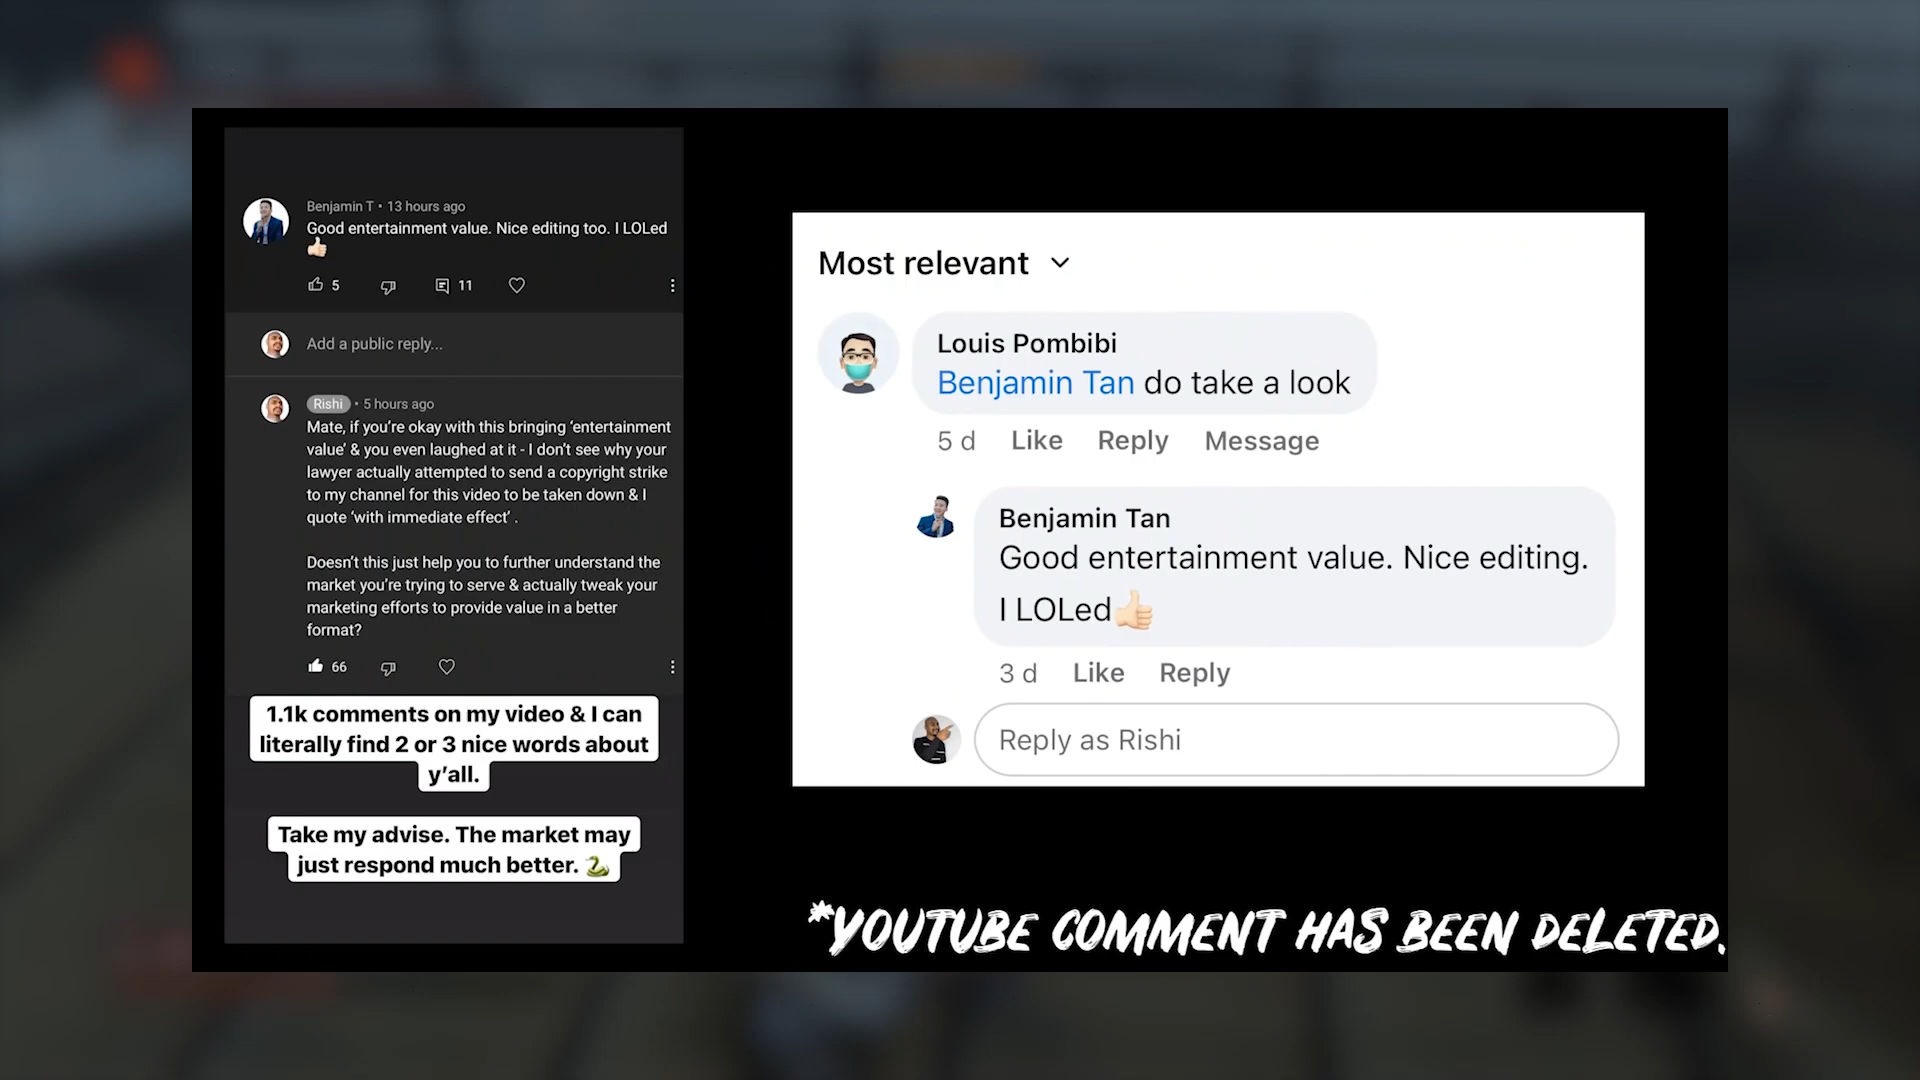 Benjamin T • 13 hours ago
Good entertainment value. Nice editing too. I LOLed
👍🏻
5 11
Add a public reply...
Rishi • 5 hours ago
Mate, if you’re okay with this bringing ‘entertainment
value’ & you even laughed at it - I don’t see why your
lawyer actually attempted to send a copyright strike
to my channel for this video to be taken down & I
quote ‘with immediate effect’ .
Doesn’t this just help you to further understand the
market you’re trying to serve & actually tweak your
marketing efforts to provide value in a better
format?
66
1.1k comments on my video & I can
literally find 2 or 3 nice words about
y’all.
Take my advise. The market may
just respond much better. 🐍
Most relevant
Louis Pombibi
Benjamin Tan do take a look
5 d Like Reply Message
Benjamin Tan
Good entertainment value. Nice editing.
I LOLed👍🏻
3 d Like Reply
Reply as Rishi
*YOUTUBE COMMENT HAS BEEN DELETED.